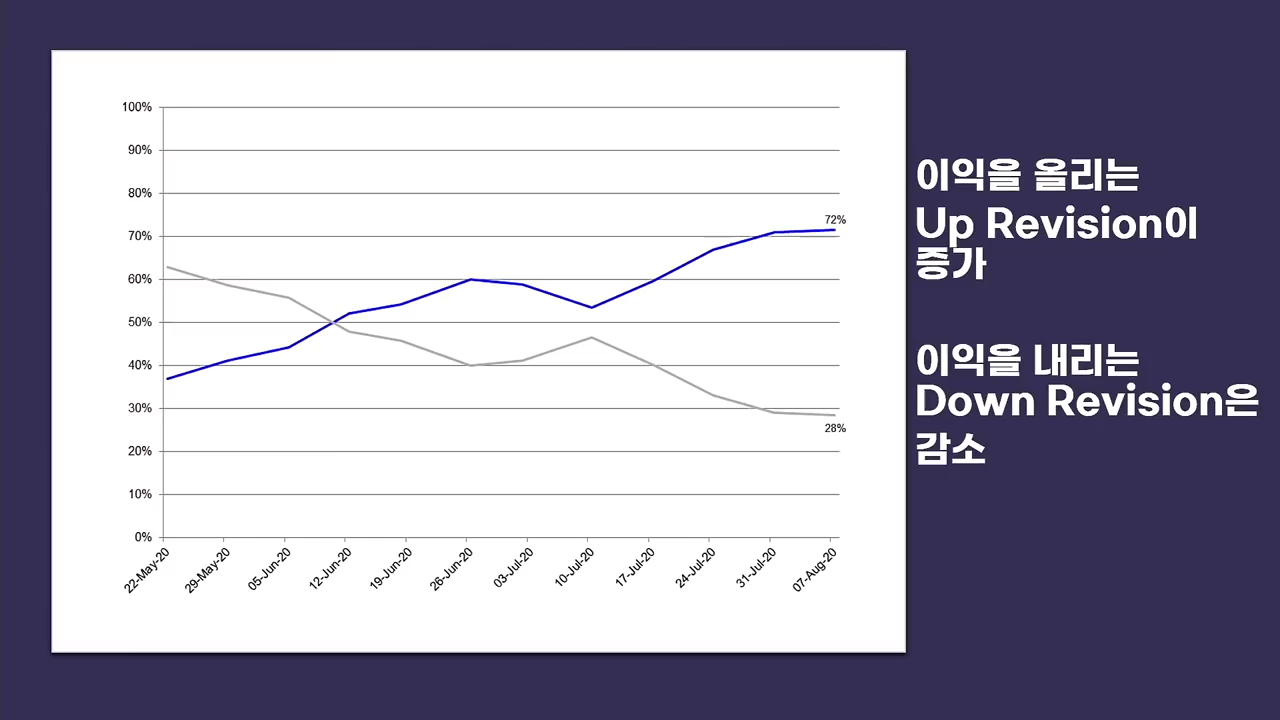 100%
90%
80%
72%
70%
60%
50%
40%
30%
28%
20%
10%
0%
22-May-20
29-May-20
05-Jun-20
12-Jun-20
19-Jun-20
26-Jun-20
03-Jul-20
10-Jul-20
17-Jul-20
24-Jul-20
31-Jul-20
07-Aug-20
이익을 올리는
Up Revision이
증가
이익을 내리는
Down Revision은
감소